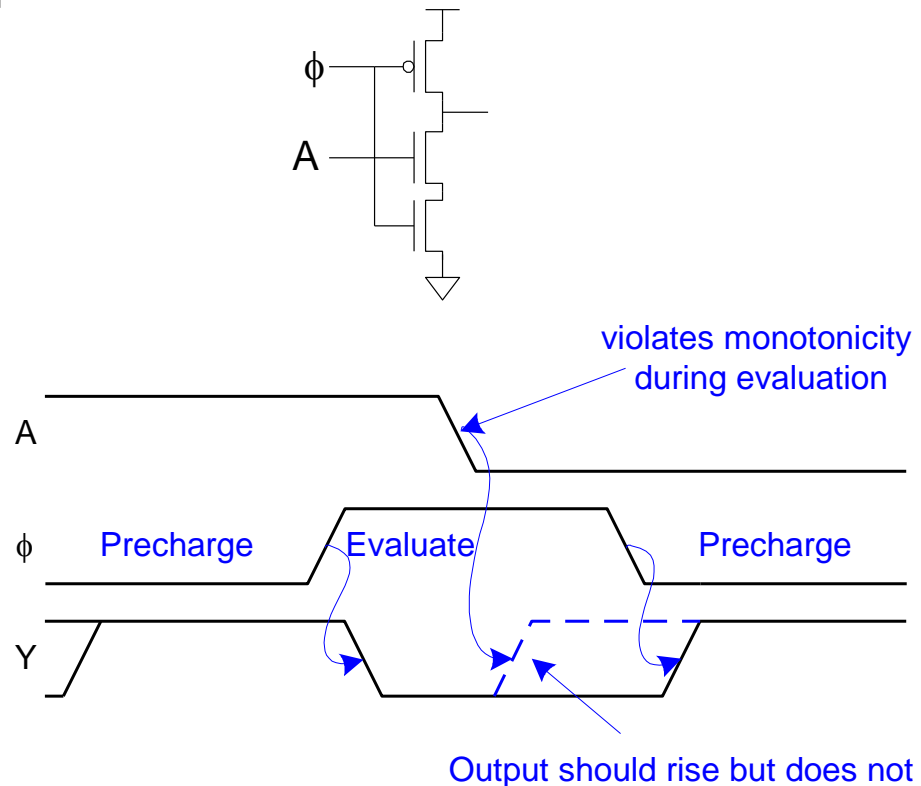 ϕ
A
violates monotonicity
during evaluation
A
ϕ Precharge Evaluate Precharge
Y
Output should rise but does not